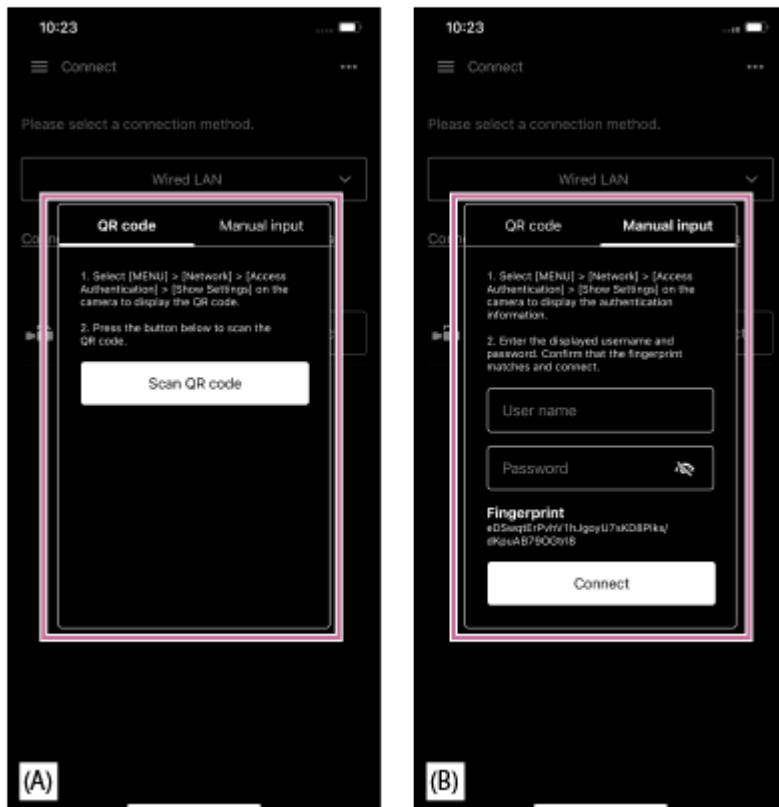 10:23
Connect
Please select a connection method.
Wired LAN
QR code Manual input
1. Select [MENU] > [Network] > [Access
Authentication] > [Show Settings] on the
camera to display the QR code.
2. Press the button below to scan the
QR code.
Scan QR code
(A)
10:23
Connect
Please select a connection method.
Wired LAN
QR code Manual input
1. Select [MENU] > [Network] > [Access
Authentication] > [Show Settings] on the
camera to display the authentication
information.
2. Enter the displayed username and
password. Confirm that the fingerprint
matches and connect.
User name
Password
Fingerprint
Connect
(B)